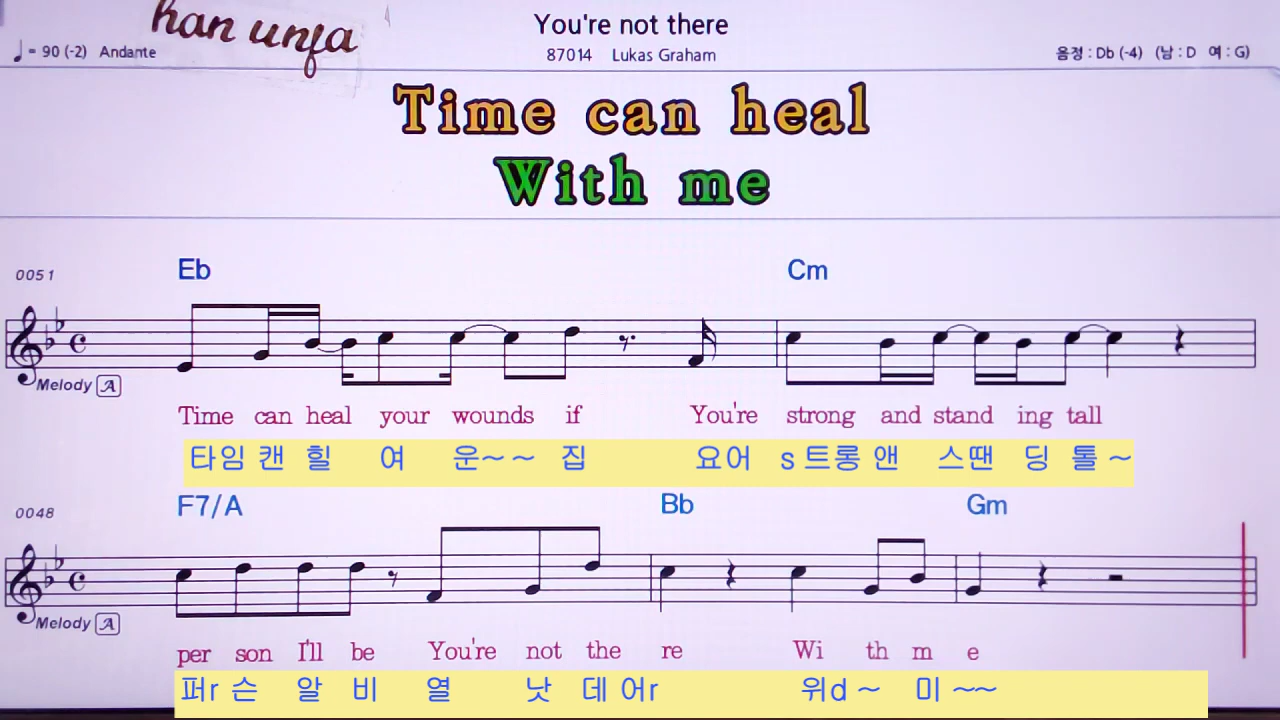 han unja
You're not there
♩= 90 (-2) Andante
87014 Lukas Graham
음정 : Db (-4) (남 : D 여 : G)
Time can heal
With me
0051 Eb Cm
Melody A
Time can heal your wounds if You're strong and stand ing tall
타임 캔 힐 여 운~ ~ 집 요어 s 트롱 앤 스땐 딩 톨 ~
0048 F7/A Bb Gm
Melody A
per son I'll be You're not the re Wi th m e
퍼r 슨 알 비 열 낫 데 어r 위d ~ 미 ~~